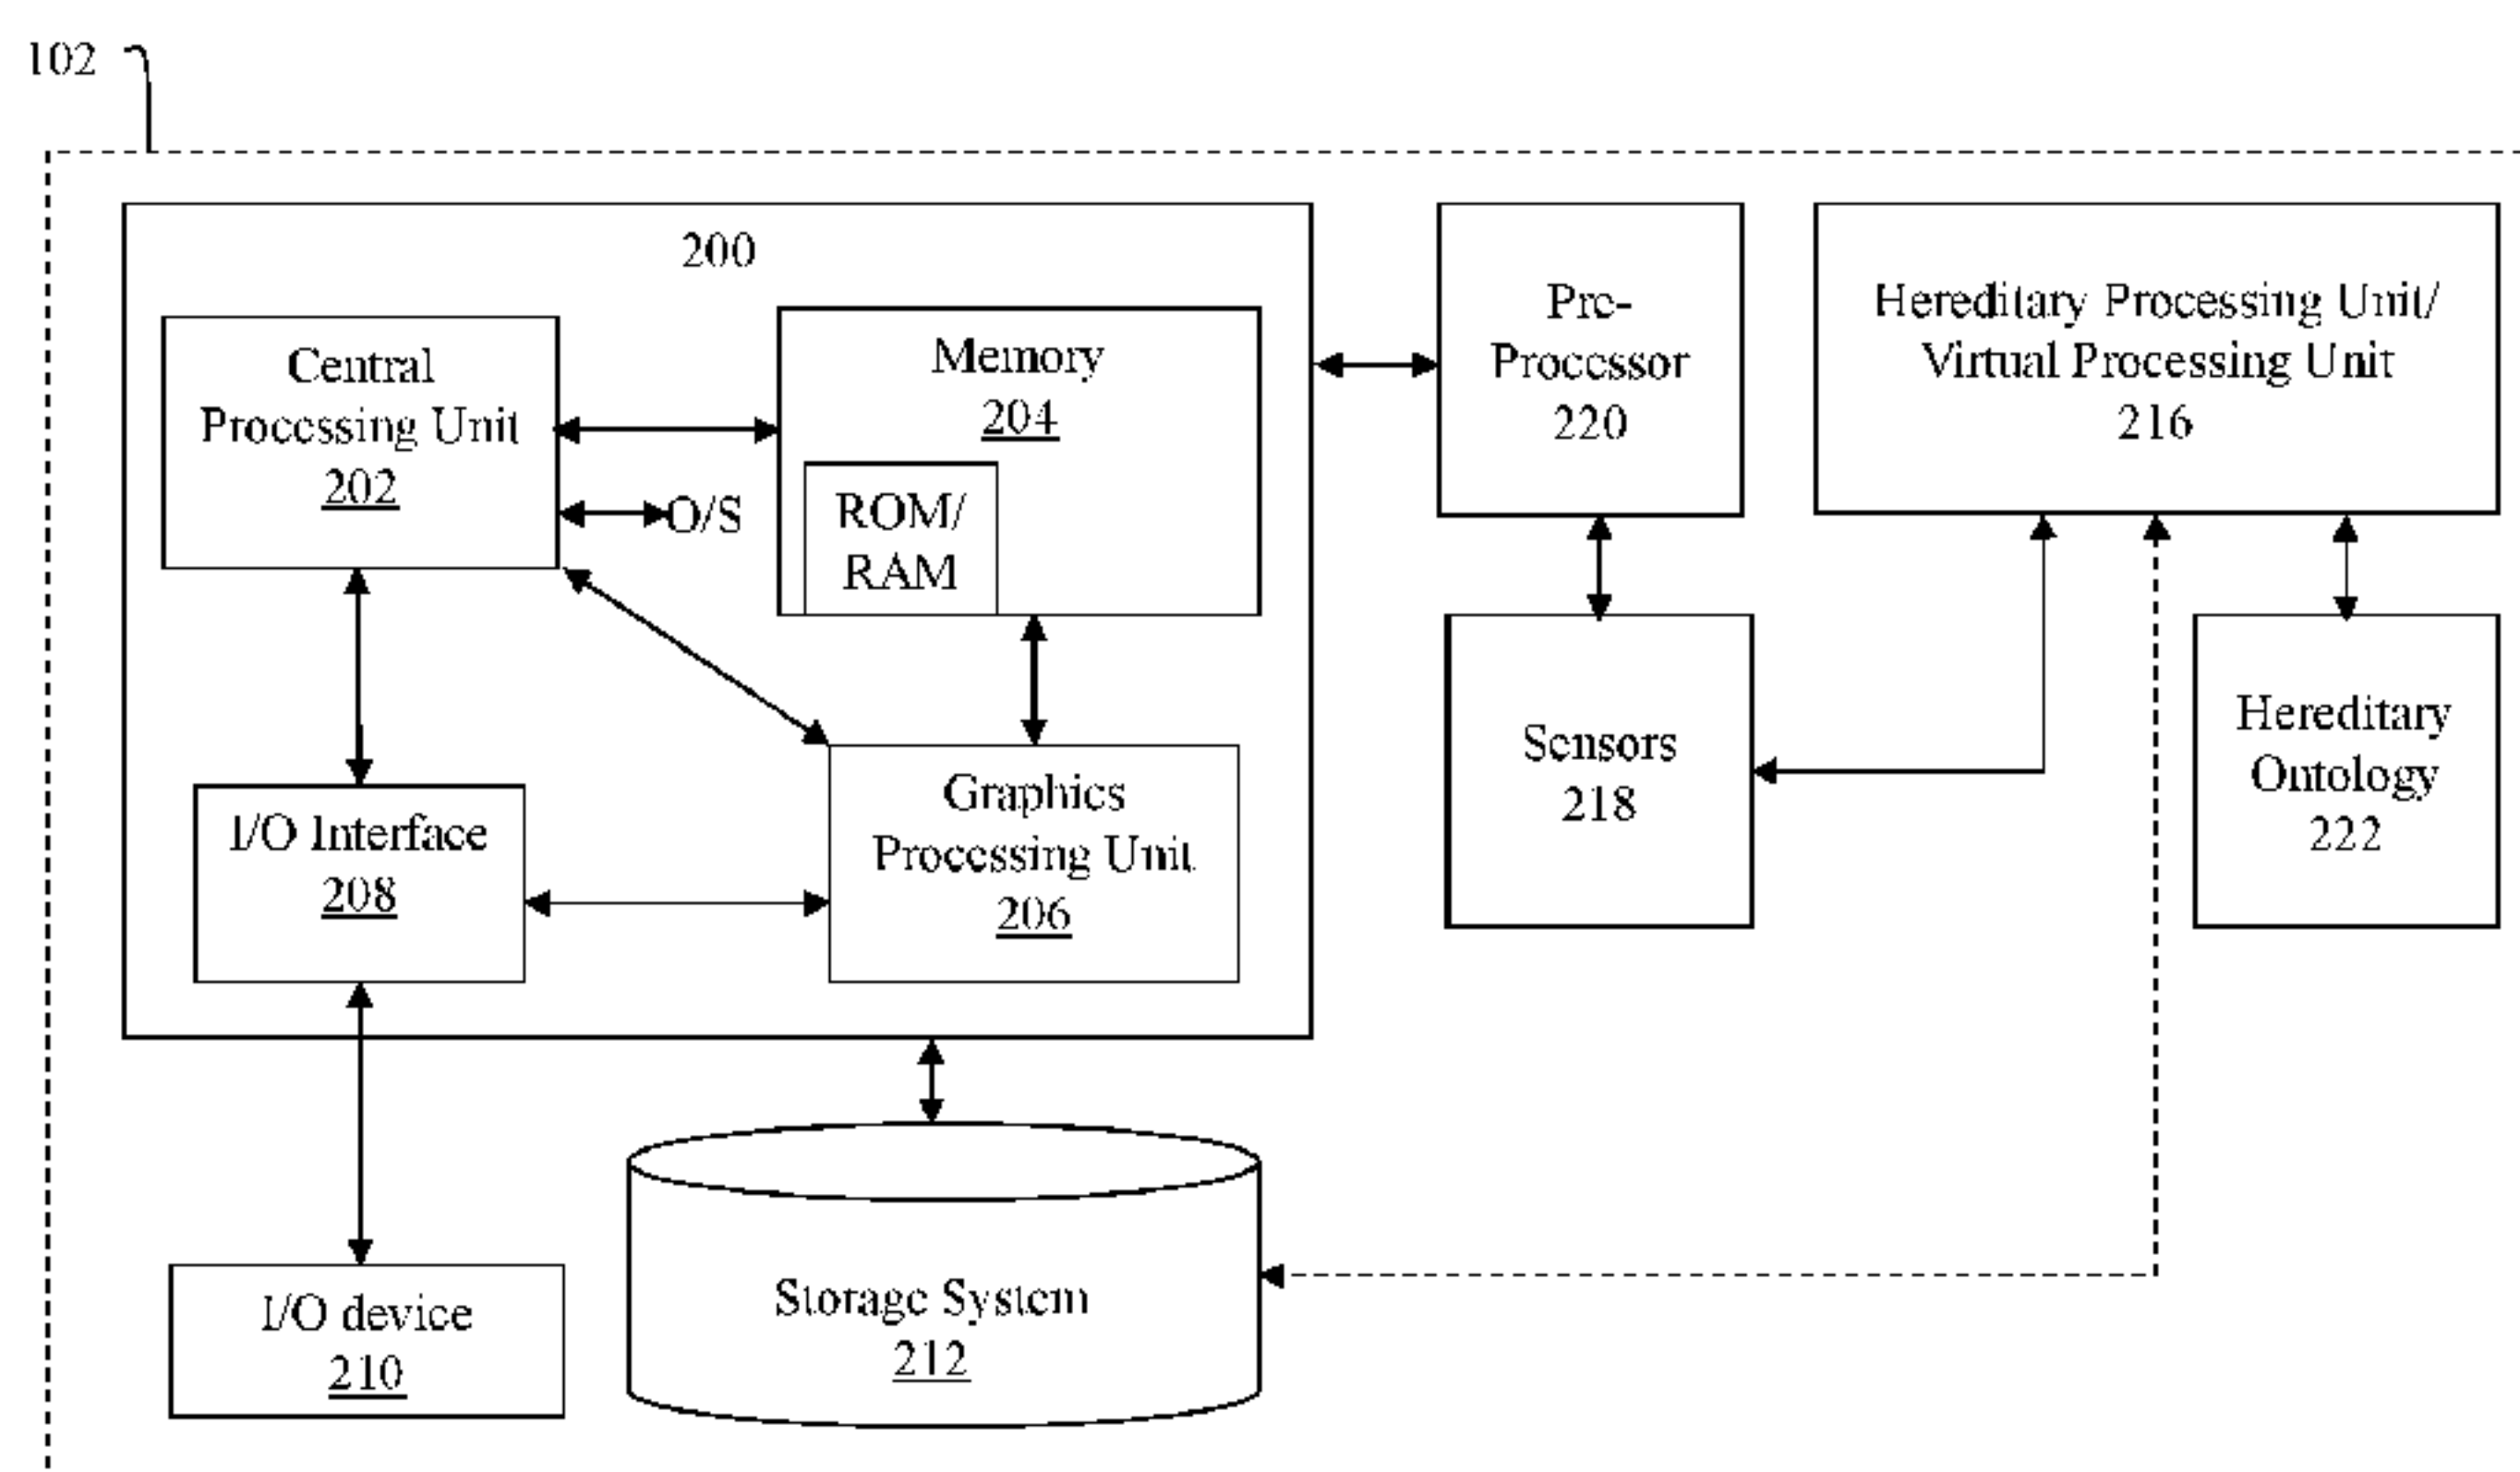 102
200
Central
Processing Unit
202
Memory
204
O/S
ROM/
RAM
Pre-
Processor
220
Hereditary Processing Unit/
Virtual Processing Unit
216
I/O Interface
208
Graphics
Processing Unit
206
Sensors
218
Hereditary
Ontology
222
I/O device
210
Storage System
212